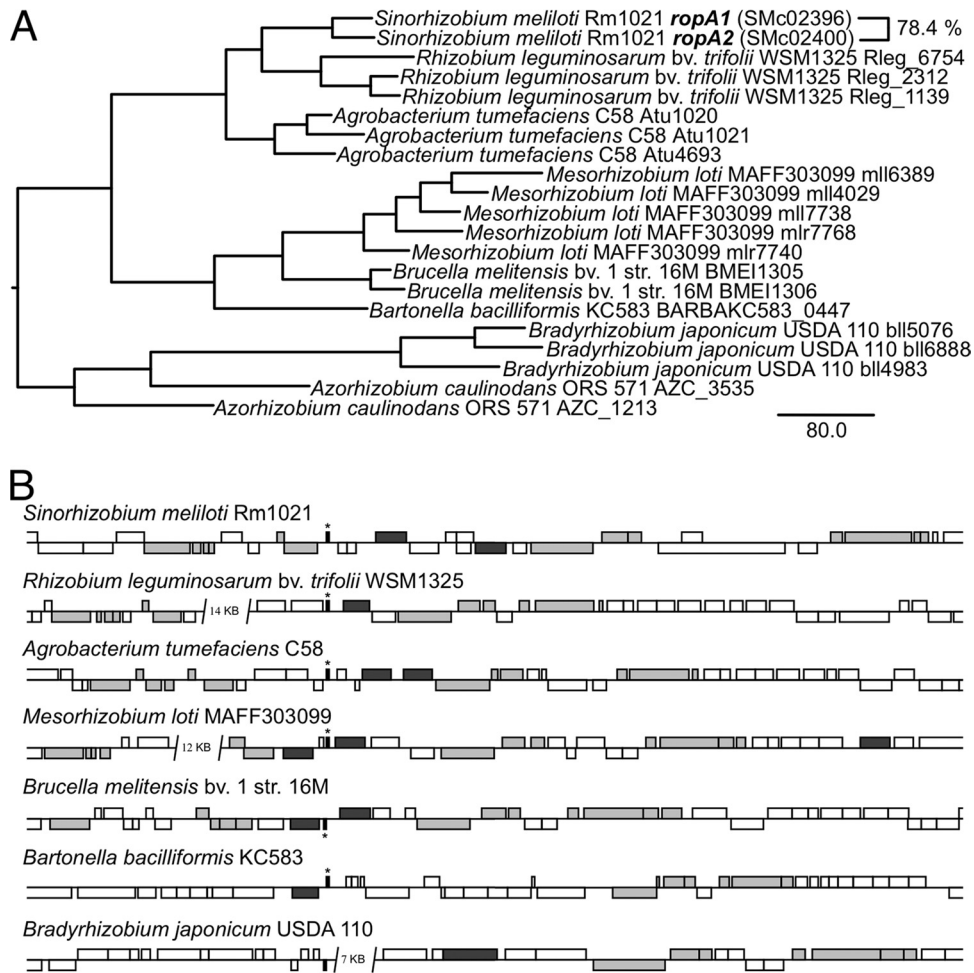 A
Sinorhizobium meliloti Rm1021 ropA1 (SMc02396)
78.4 %
Sinorhizobium meliloti Rm1021 ropA2 (SMc02400)
Rhizobium leguminosarum bv. trifolii WSM1325 Rleg_6754
Rhizobium leguminosarum bv. trifolii WSM1325 Rleg_2312
Rhizobium leguminosarum bv. trifolii WSM1325 Rleg_1139
Agrobacterium tumefaciens C58 Atu1020
Agrobacterium tumefaciens C58 Atu1021
Agrobacterium tumefaciens C58 Atu4693
Mesorhizobium loti MAFF303099 mll6389
Mesorhizobium loti MAFF303099 mll4029
Mesorhizobium loti MAFF303099 mll7738
Mesorhizobium loti MAFF303099 mlr7768
Mesorhizobium loti MAFF303099 mlr7740
Brucella melitensis bv. 1 str. 16M BMEI1305
Brucella melitensis bv. 1 str. 16M BMEI1306
Bartonella bacilliformis KC583 BARBAKC583_0447
Bradyrhizobium japonicum USDA 110 bll5076
Bradyrhizobium japonicum USDA 110 bll6888
Bradyrhizobium japonicum USDA 110 bll4983
Azorhizobium caulinodans ORS 571 AZC_3535
Azorhizobium caulinodans ORS 571 AZC_1213
80.0
B
Sinorhizobium meliloti Rm1021
*
Rhizobium leguminosarum bv. trifolii WSM1325
*
14 KB
Agrobacterium tumefaciens C58
*
Mesorhizobium loti MAFF303099
*
12 KB
Brucella melitensis bv. 1 str. 16M
*
Bartonella bacilliformis KC583
*
Bradyrhizobium japonicum USDA 110
7 KB
*